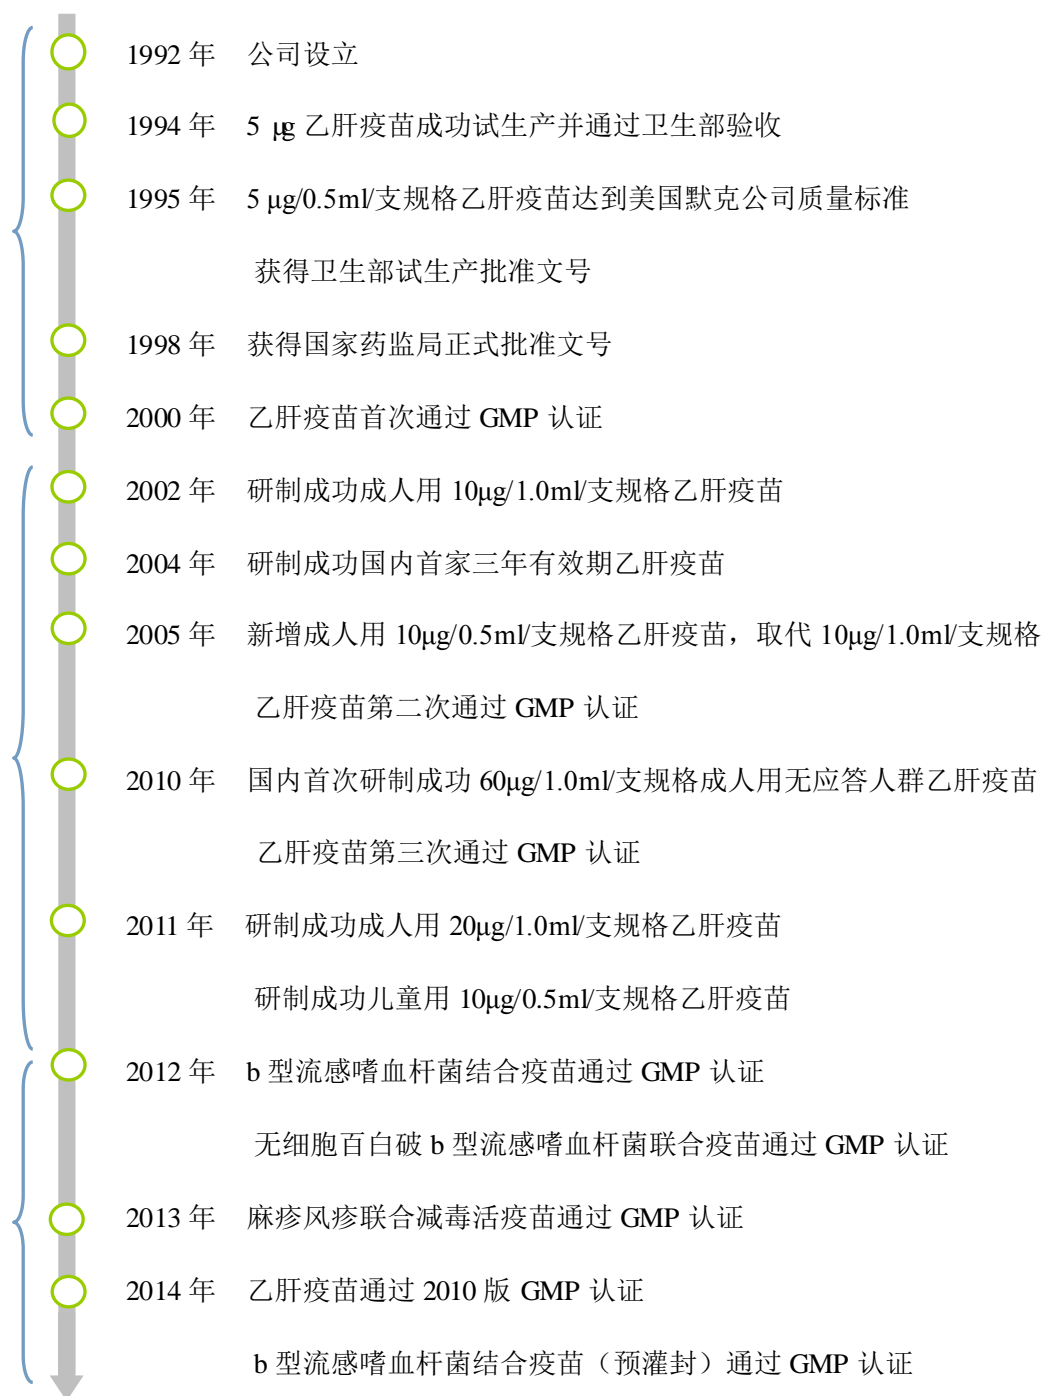 1992 年 公司设立
1994 年 5 μg 乙肝疫苗成功试生产并通过卫生部验收
1995 年 5 μg/0.5ml/支规格乙肝疫苗达到美国默克公司质量标准
获得卫生部试生产批准文号
1998 年 获得国家药监局正式批准文号
2000 年 乙肝疫苗首次通过 GMP 认证
2002 年 研制成功成人用 10μg/1.0ml/支规格乙肝疫苗
2004 年 研制成功国内首家三年有效期乙肝疫苗
2005 年 新增成人用 10μg/0.5ml/支规格乙肝疫苗，取代 10μg/1.0ml/支规格
乙肝疫苗第二次通过 GMP 认证
2010 年 国内首次研制成功 60μg/1.0ml/支规格成人用无应答人群乙肝疫苗
乙肝疫苗第三次通过 GMP 认证
2011 年 研制成功成人用 20μg/1.0ml/支规格乙肝疫苗
研制成功儿童用 10μg/0.5ml/支规格乙肝疫苗
2012 年 b 型流感嗜血杆菌结合疫苗通过 GMP 认证
无细胞百白破 b 型流感嗜血杆菌联合疫苗通过 GMP 认证
2013 年 麻疹风疹联合减毒活疫苗通过 GMP 认证
2014 年 乙肝疫苗通过 2010 版 GMP 认证
b 型流感嗜血杆菌结合疫苗（预灌封）通过 GMP 认证